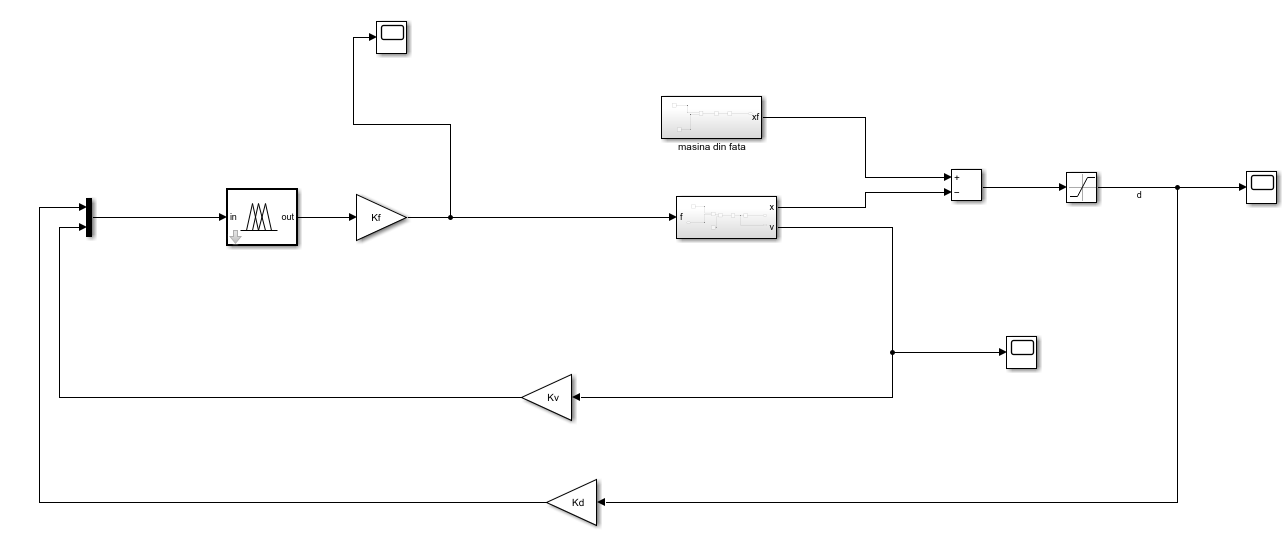 xf
masina din fata
+
−
d
in
out
Kf
f
x
v
Kv
Kd